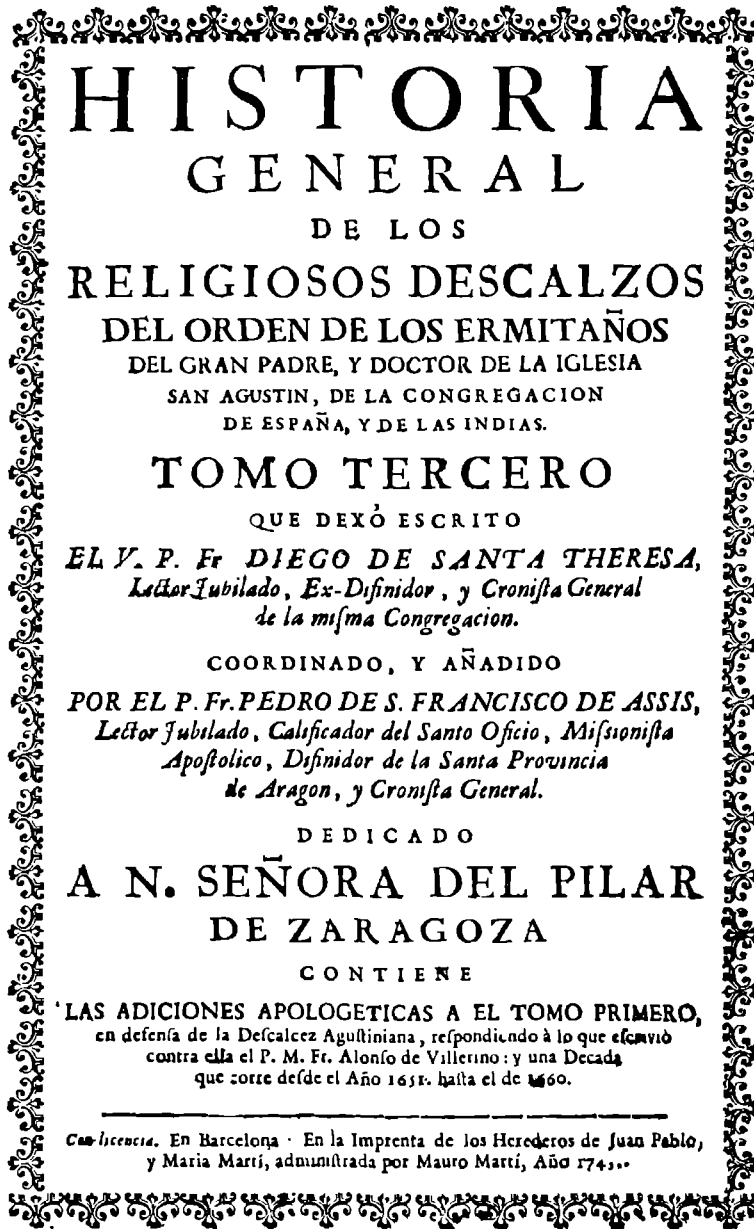 HISTORIA
GENERAL
DE LOS
RELIGIOSOS DESCALZOS
DEL ORDEN DE LOS ERMITAÑOS
DEL GRAN PADRE, Y DOCTOR DE LA IGLESIA
SAN AGUSTIN, DE LA CONGREGACION
DE ESPAÑA, Y DE LAS INDIAS.
TOMO TERCERO
QUE DEXÓ ESCRITO
EL V. P. Fr DIEGO DE SANTA THERESA,
Lector Jubilado, Ex-Difinidor, y Croniſta General
de la miſma Congregacion.
COORDINADO, Y AÑADIDO
POR EL P. Fr. PEDRO DE S. FRANCISCO DE ASSIS,
Lector Jubilado, Calificador del Santo Oficio, Miſsioniſta
Apoſtolico, Difinidor de la Santa Provincia
de Aragon, y Croniſta General.
DEDICADO
A N. SEÑORA DEL PILAR
DE ZARAGOZA
CONTIENE
LAS ADICIONES APOLOGETICAS A EL TOMO PRIMERO,
en defenſa de la Deſcalcez Aguſtiniana, reſpondiendo à lo que eſcriviò
contra ella el P. M. Fr. Alonſo de Villerino: y una Decada
que corre deſde el Año 1651. haſta el de 1660.
Con licencia. En Barcelona · En la Imprenta de los Herederos de Juan Pablo,
y Maria Martí, adminiſtrada por Mauro Martí, Año